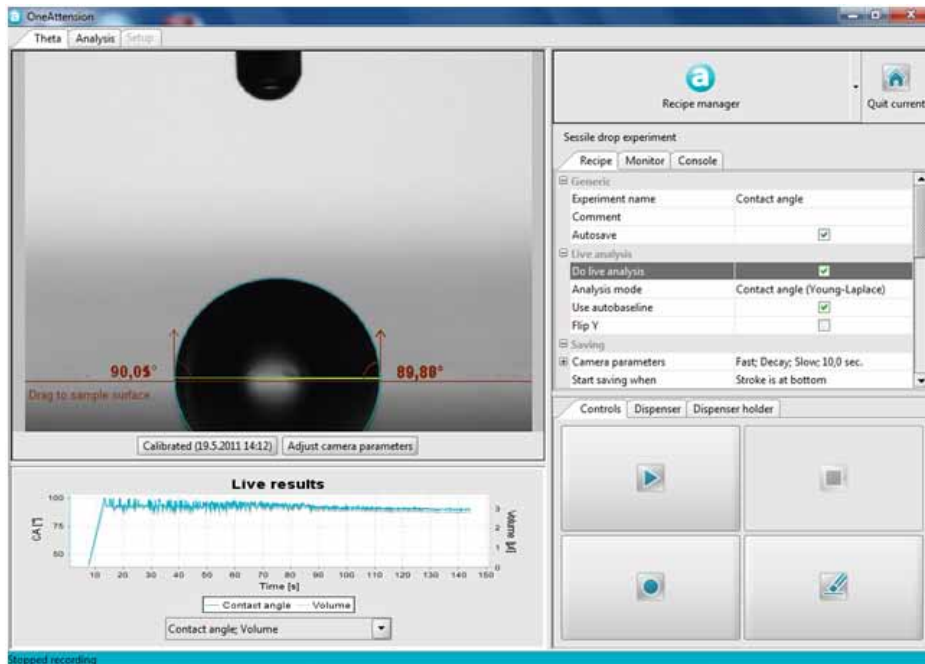 OneAttension
Theta Analysis Setup
a
Recipe manager
Quit current
Sessile drop experiment
Recipe Monitor Console
Generic
Experiment name Contact angle
Comment
Autosave
Live analysis
Do live analysis
Analysis mode Contact angle (Young-Laplace)
Use autobaseline
Flip Y
Saving
Camera parameters Fast; Decay; Slow; 10,0 sec.
Start saving when Stroke is at bottom
90,05° 89,88°
Drag to sample surface
Calibrated (19.5.2011 14:12) Adjust camera parameters
Controls Dispenser Dispenser holder
Live results
CA [°]
100
75
50
Volume [µl]
3
2
1
0
10 20 30 40 50 60 70 80 90 100 110 120 130 140 150
Time [s]
Contact angle Volume
Contact angle; Volume
Stopped recording